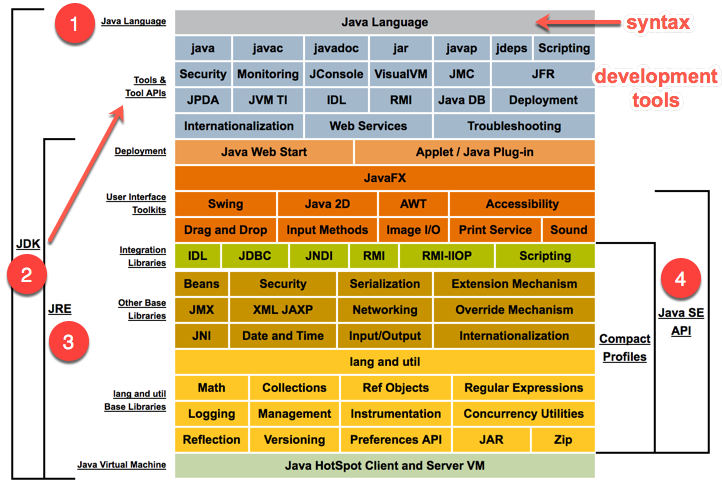 1
Java Language
Java Language
syntax
java javac javadoc jar javap jdeps Scripting
Security Monitoring JConsole VisualVM JMC JFR
Tools &
Tool APIs
development
tools
JPDA JVM TI IDL RMI Java DB Deployment
Internationalization Web Services Troubleshooting
Deployment
Java Web Start Applet / Java Plug-in
JavaFX
User Interface
Toolkits
Swing Java 2D AWT Accessibility
Drag and Drop Input Methods Image I/O Print Service Sound
JDK
2
Integration
Libraries
IDL JDBC JNDI RMI RMI-IIOP Scripting
4
Java SE
API
JRE
3
Other Base
Libraries
Beans Security Serialization Extension Mechanism
JMX XML JAXP Networking Override Mechanism
JNI Date and Time Input/Output Internationalization
Compact
Profiles
lang and util
lang and util
Base Libraries
Math Collections Ref Objects Regular Expressions
Logging Management Instrumentation Concurrency Utilities
Reflection Versioning Preferences API JAR Zip
Java Virtual Machine
Java HotSpot Client and Server VM